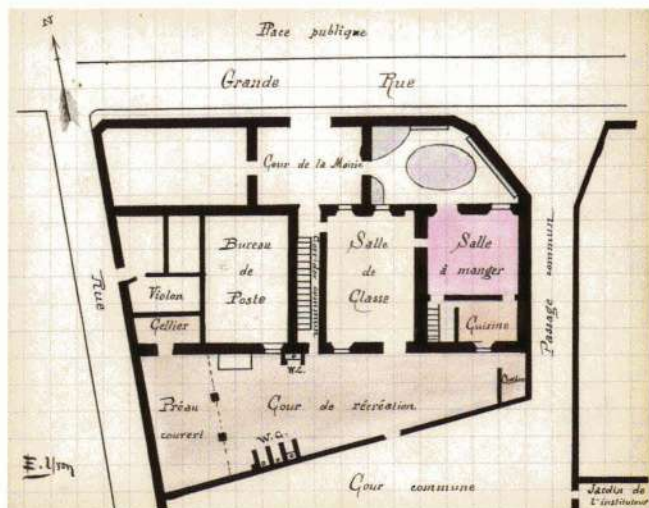 N
Place publique
Grande Rue
Cour de la Mairie
Rue
Bureau
de
Poste
Salle
de
Classe
Salle
à manger
Violon
Cellier
Cuisine
Passage commun
W.C.
Préau
couvert
Cour de récréation
W.C.
Cour commune
Jardin de
l'instituteur